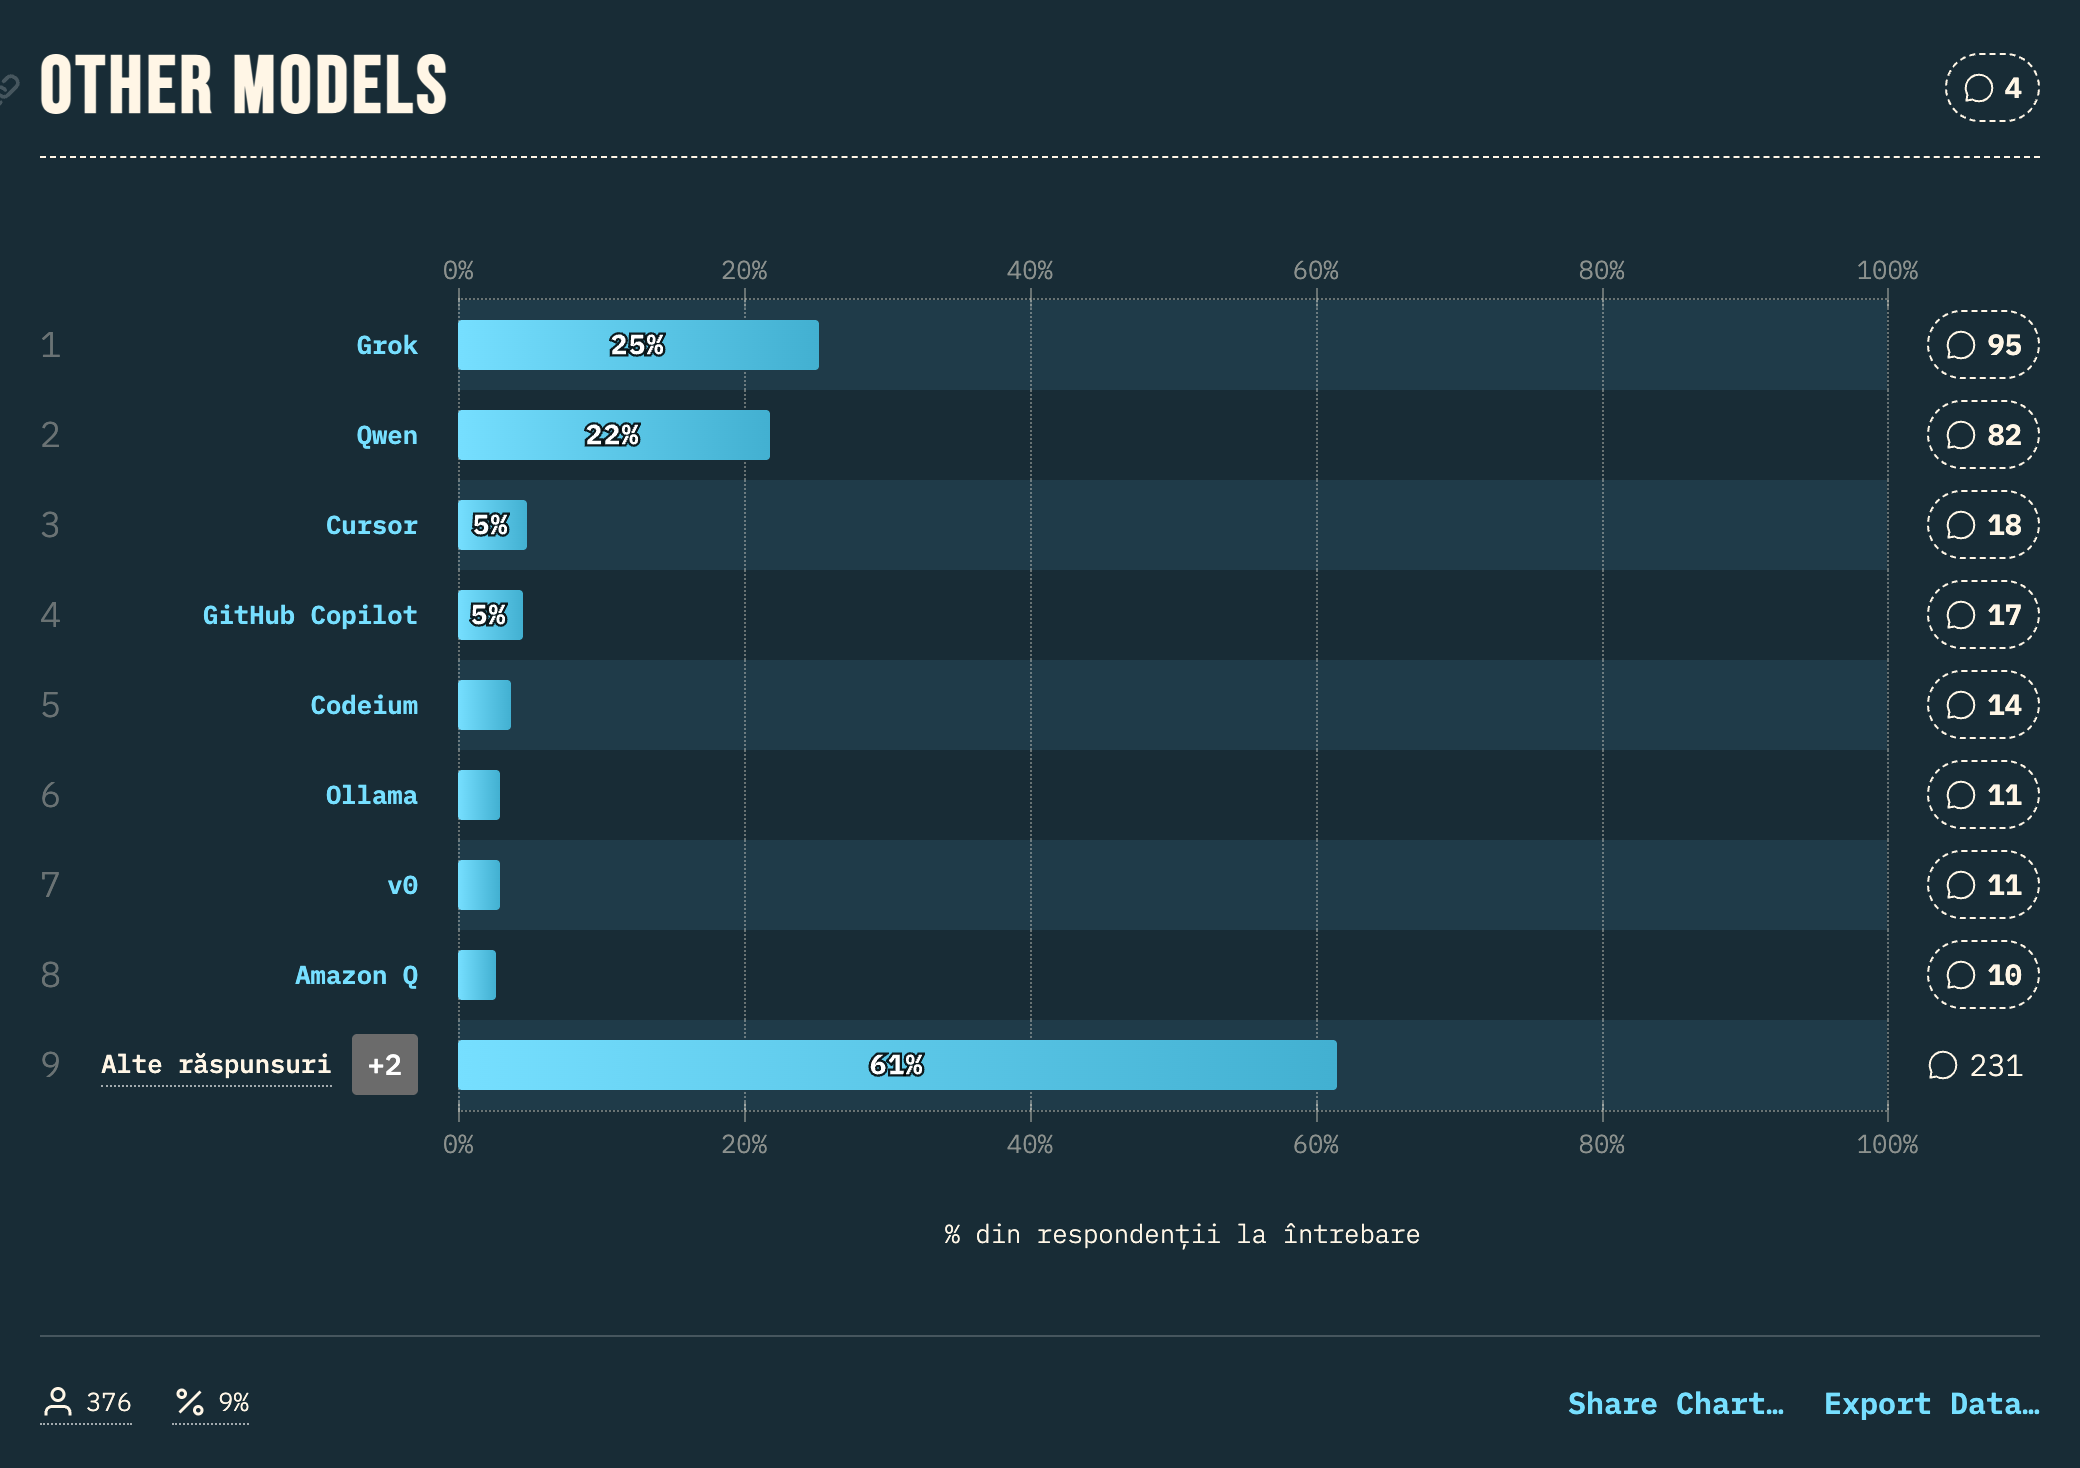 OTHER MODELS
4
0% 20% 40% 60% 80% 100%
1 Grok 25% 95
2 Qwen 22% 82
3 Cursor 5% 18
4 GitHub Copilot 5% 17
5 Codeium 14
6 Ollama 11
7 v0 11
8 Amazon Q 10
9 Alte răspunsuri +2 61% 231
0% 20% 40% 60% 80% 100%
% din respondenții la întrebare
376 9% Share Chart… Export Data…